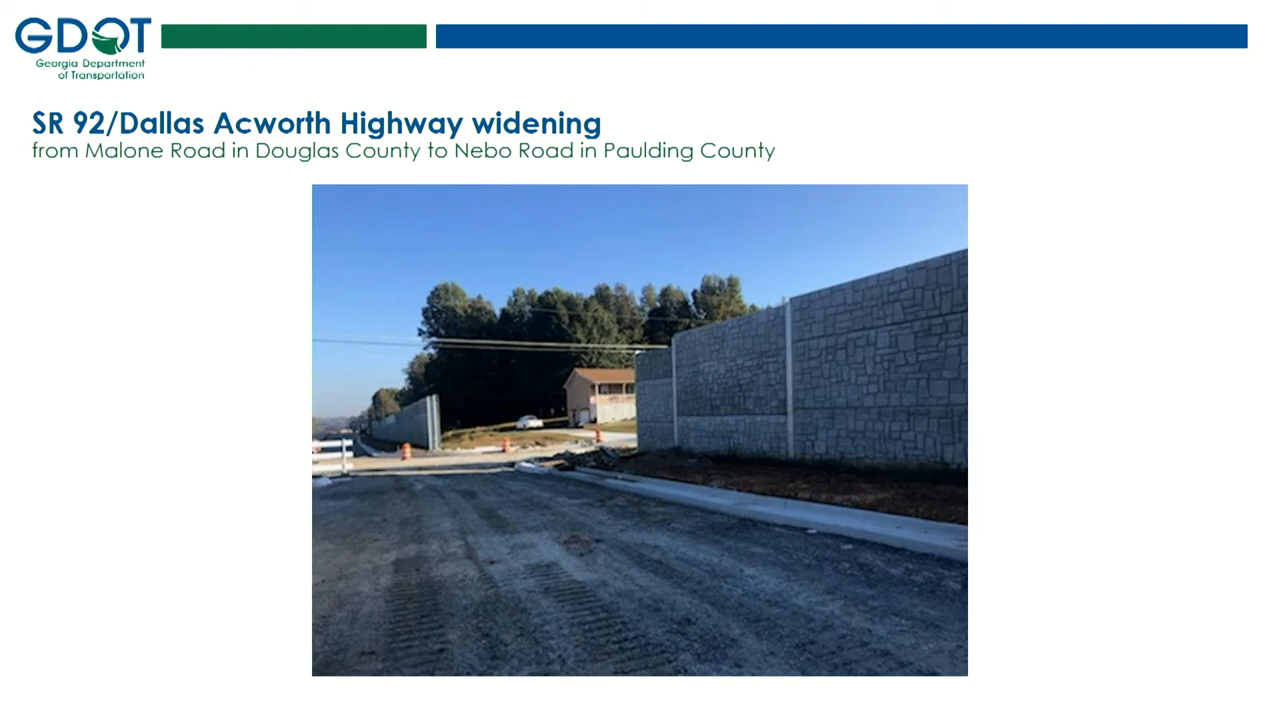 GDOT
Georgia Department
of Transportation
SR 92/Dallas Acworth Highway widening
from Malone Road in Douglas County to Nebo Road in Paulding County